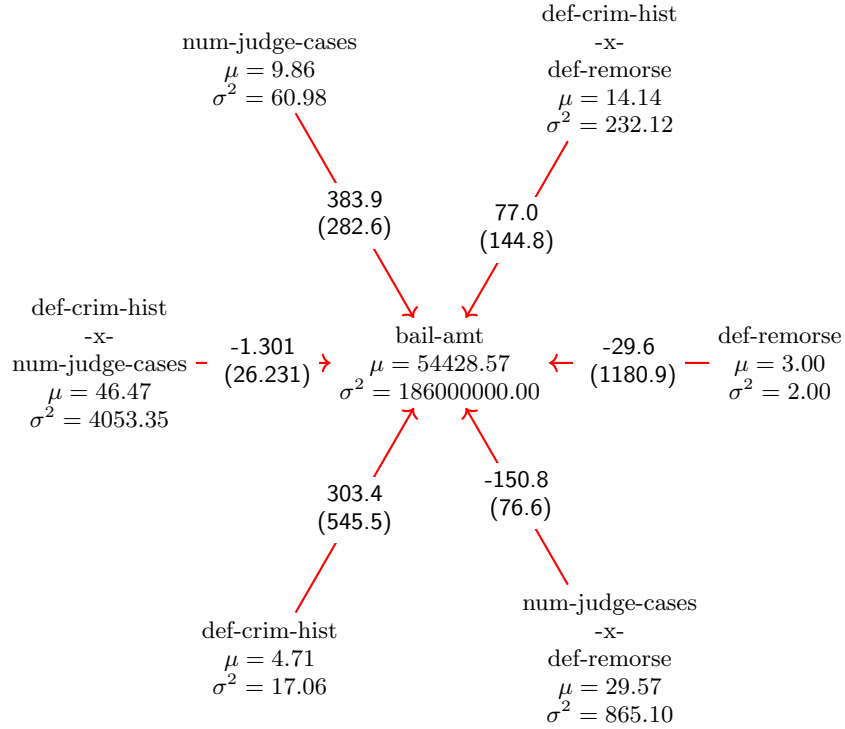 num-judge-cases
μ = 9.86
σ² = 60.98
def-crim-hist
-x-
def-remorse
μ = 14.14
σ² = 232.12
383.9
(282.6)
77.0
(144.8)
def-crim-hist
-x-
num-judge-cases
μ = 46.47
σ² = 4053.35
-1.301
(26.231)
bail-amt
μ = 54428.57
σ² = 186000000.00
-29.6
(1180.9)
def-remorse
μ = 3.00
σ² = 2.00
303.4
(545.5)
-150.8
(76.6)
def-crim-hist
μ = 4.71
σ² = 17.06
num-judge-cases
-x-
def-remorse
μ = 29.57
σ² = 865.10